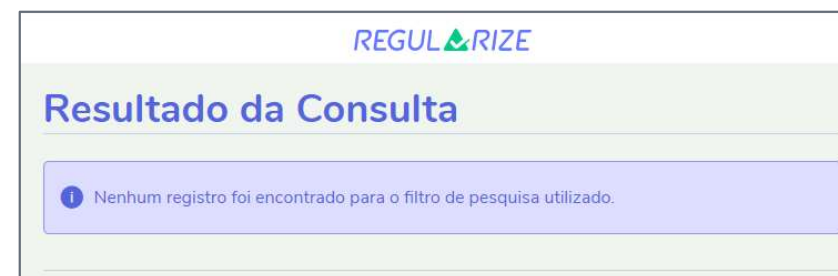 REGULARIZE
Resultado da Consulta
Nenhum registro foi encontrado para o filtro de pesquisa utilizado.